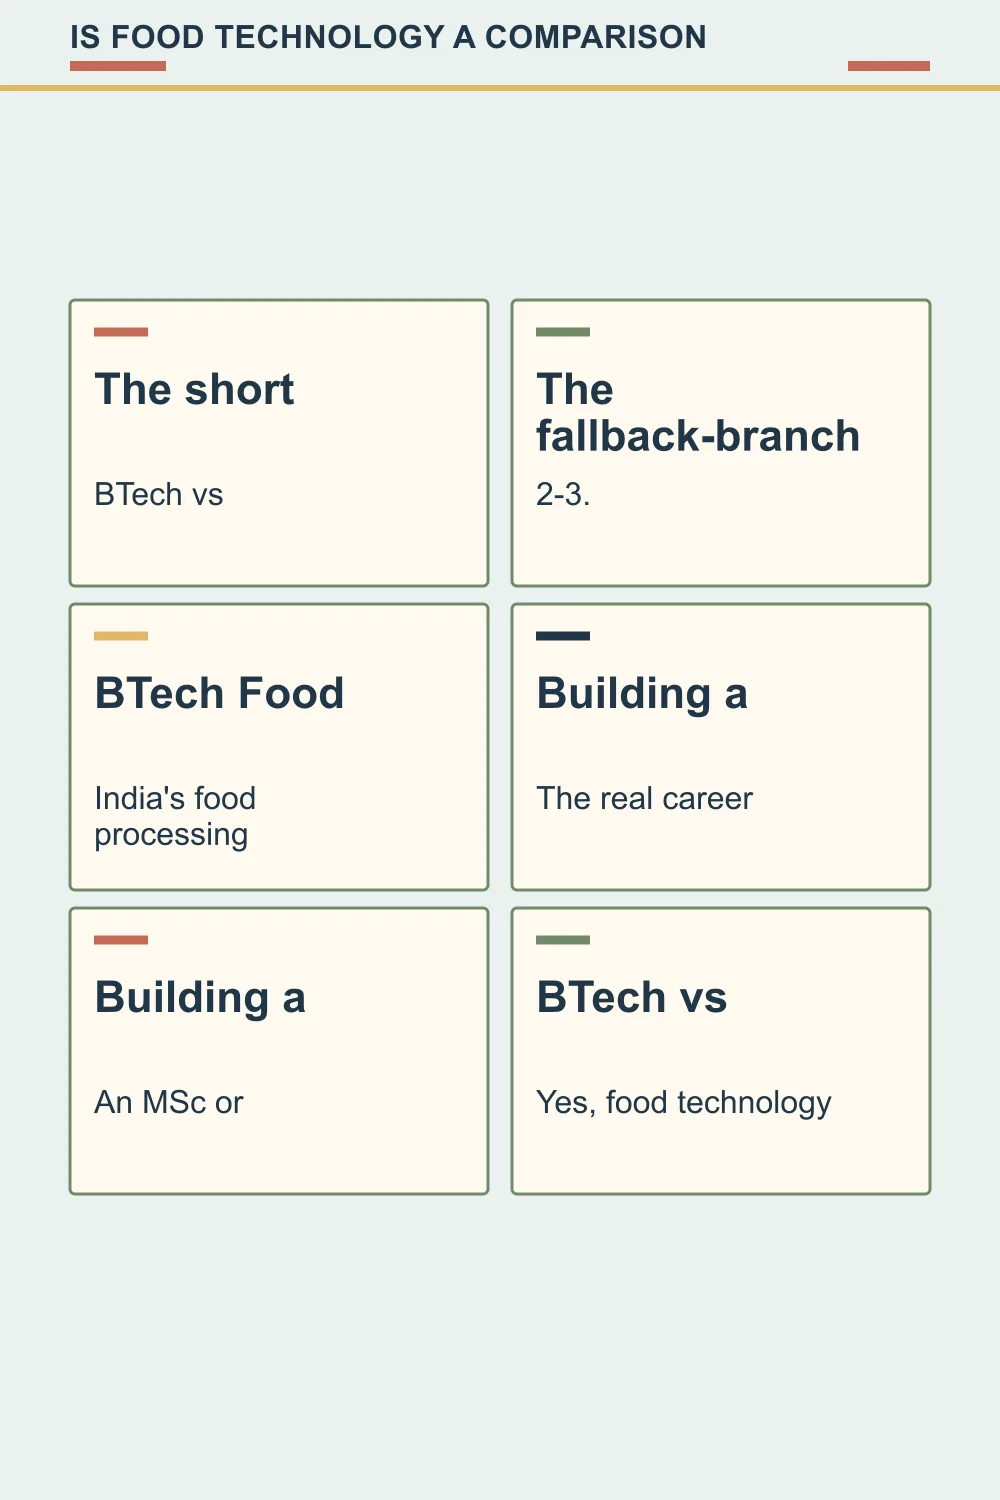 IS FOOD TECHNOLOGY A COMPARISON
The short
BTech vs
The
fallback-branch
2-3.
BTech Food
India's food
processing
Building a
The real career
Building a
An MSc or
BTech vs
Yes, food technology